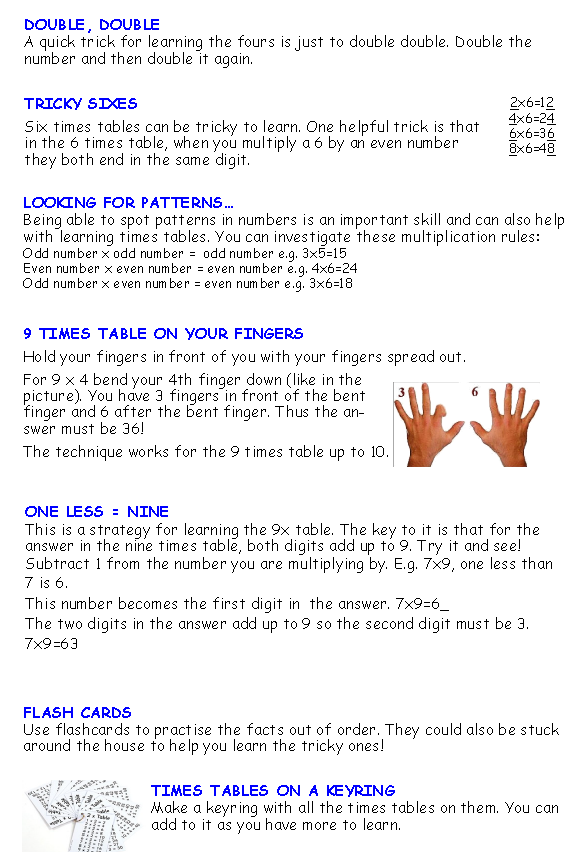 DOUBLE, DOUBLE
A quick trick for learning the fours is just to double double. Double the
number and then double it again.
TRICKY SIXES
Six times tables can be tricky to learn. One helpful trick is that
in the 6 times table, when you multiply a 6 by an even number
they both end in the same digit.
2x6=12
4x6=24
6x6=36
8x6=48
LOOKING FOR PATTERNS…
Being able to spot patterns in numbers is an important skill and can also help
with learning times tables. You can investigate these multiplication rules:
Odd number x odd number = odd number e.g. 3x5=15
Even number x even number = even number e.g. 4x6=24
Odd number x even number = even number e.g. 3x6=18
9 TIMES TABLE ON YOUR FINGERS
Hold your fingers in front of you with your fingers spread out.
For 9 x 4 bend your 4th finger down (like in the
picture). You have 3 fingers in front of the bent
finger and 6 after the bent finger. Thus the an-
swer must be 36!
The technique works for the 9 times table up to 10.
3 6
ONE LESS = NINE
This is a strategy for learning the 9x table. The key to it is that for the
answer in the nine times table, both digits add up to 9. Try it and see!
Subtract 1 from the number you are multiplying by. E.g. 7x9, one less than
7 is 6.
This number becomes the first digit in the answer. 7x9=6_
The two digits in the answer add up to 9 so the second digit must be 3.
7x9=63
FLASH CARDS
Use flashcards to practise the facts out of order. They could also be stuck
around the house to help you learn the tricky ones!
TIMES TABLES ON A KEYRING
Make a keyring with all the times tables on them. You can
add to it as you have more to learn.